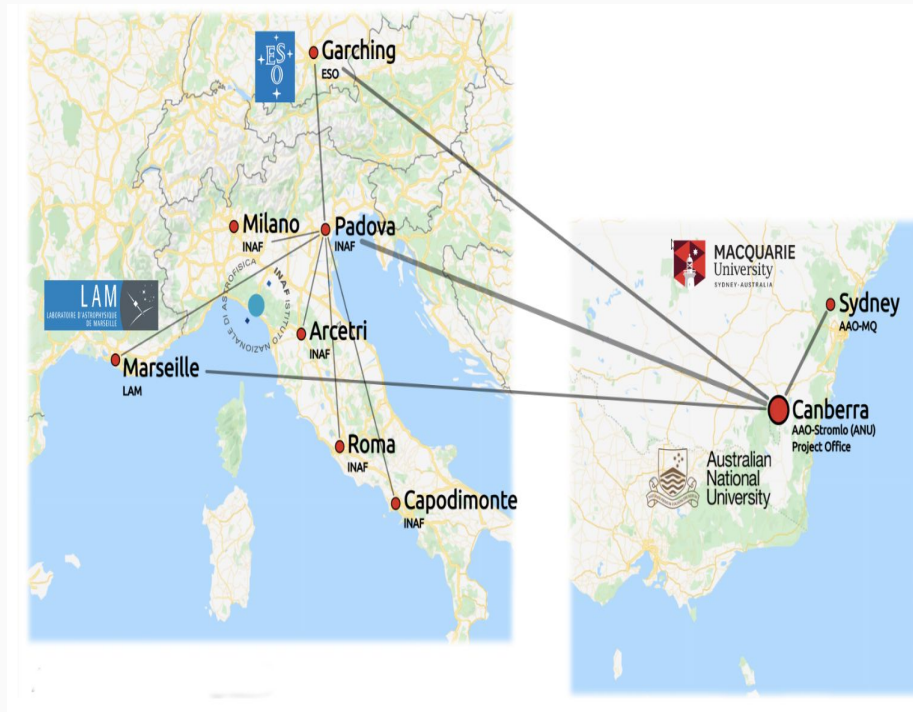 ESO
Garching
ESO
Milano
INAF
Padova
INAF
INAF ISTITUTO NAZIONALE DI ASTROFISICA
LAM
LABORATOIRE D'ASTROPHYSIQUE
DE MARSEILLE
Arcetri
INAF
Marseille
LAM
Roma
INAF
Capodimonte
INAF
MACQUARIE
University
SYDNEY-AUSTRALIA
Sydney
AAO-MQ
Canberra
AAO-Stromlo (ANU)
Project Office
Australian
National
University